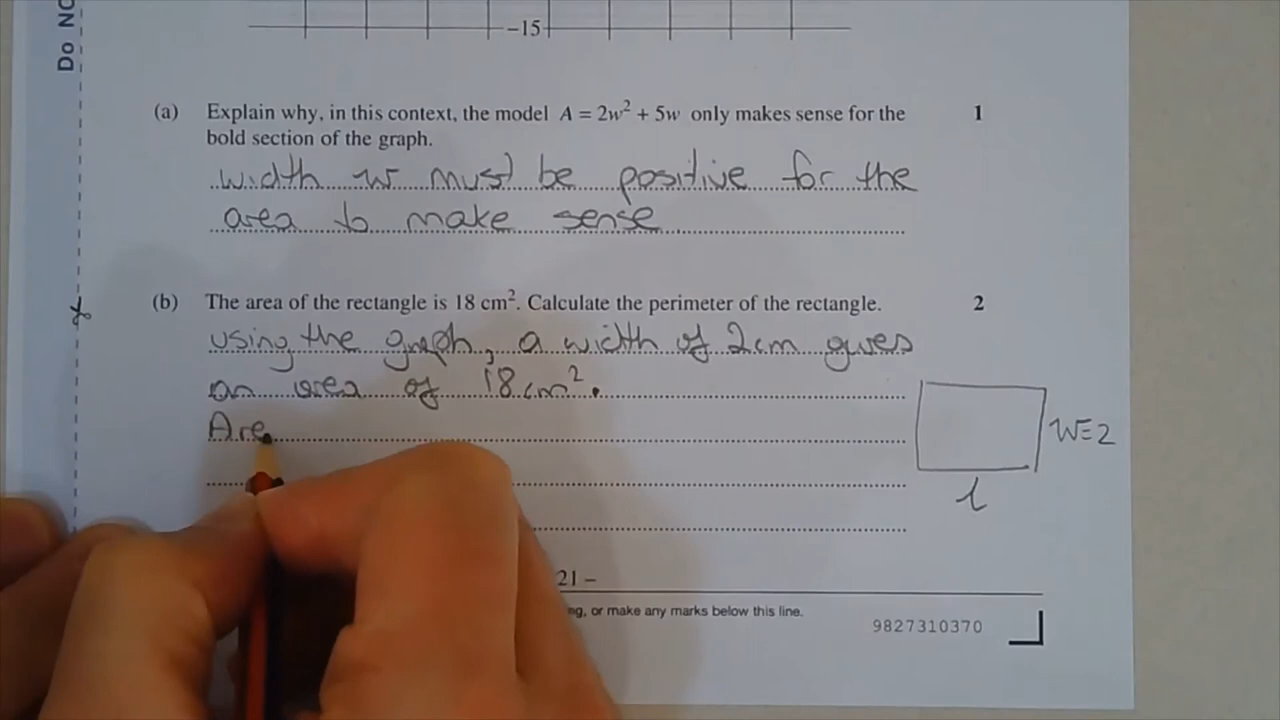 Do NO
-15
(a) Explain why, in this context, the model A = 2w² + 5w only makes sense for the 1
bold section of the graph.
width w must be positive for the
area to make sense
(b) The area of the rectangle is 18 cm². Calculate the perimeter of the rectangle. 2
using the graph, a width of 2cm gives
an area of 18cm².
Are
W=2
l
21 –
ng, or make any marks below this line.
9827310370